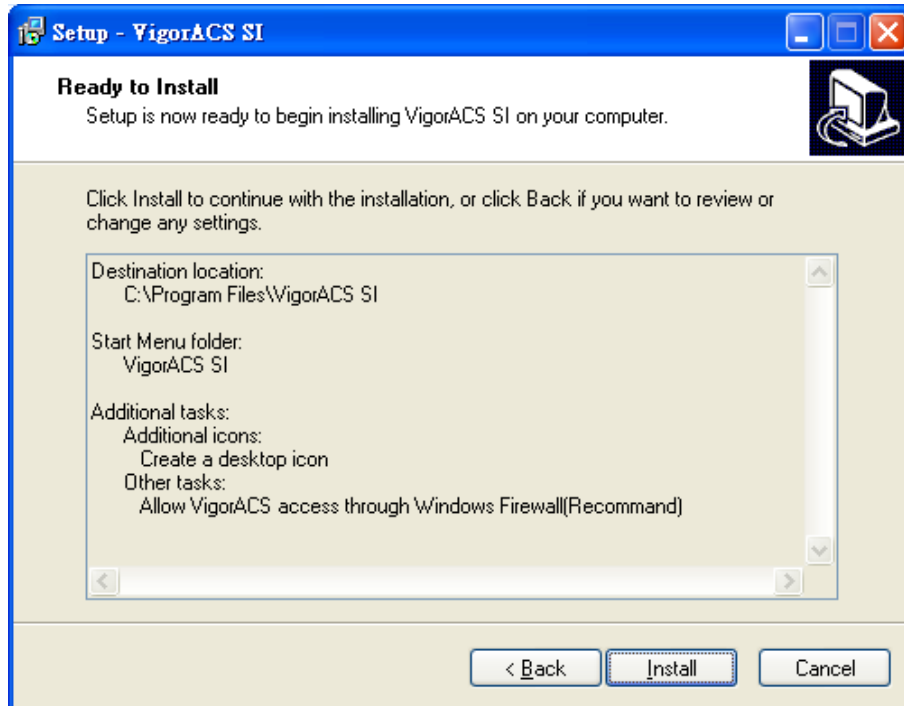 Setup - VigorACS SI
Ready to Install
Setup is now ready to begin installing VigorACS SI on your computer.
Click Install to continue with the installation, or click Back if you want to review or
change any settings.
Destination location:
C:\Program Files\VigorACS SI
Start Menu folder:
VigorACS SI
Additional tasks:
Additional icons:
Create a desktop icon
Other tasks:
Allow VigorACS access through Windows Firewall(Recommand)
< Back
Install
Cancel